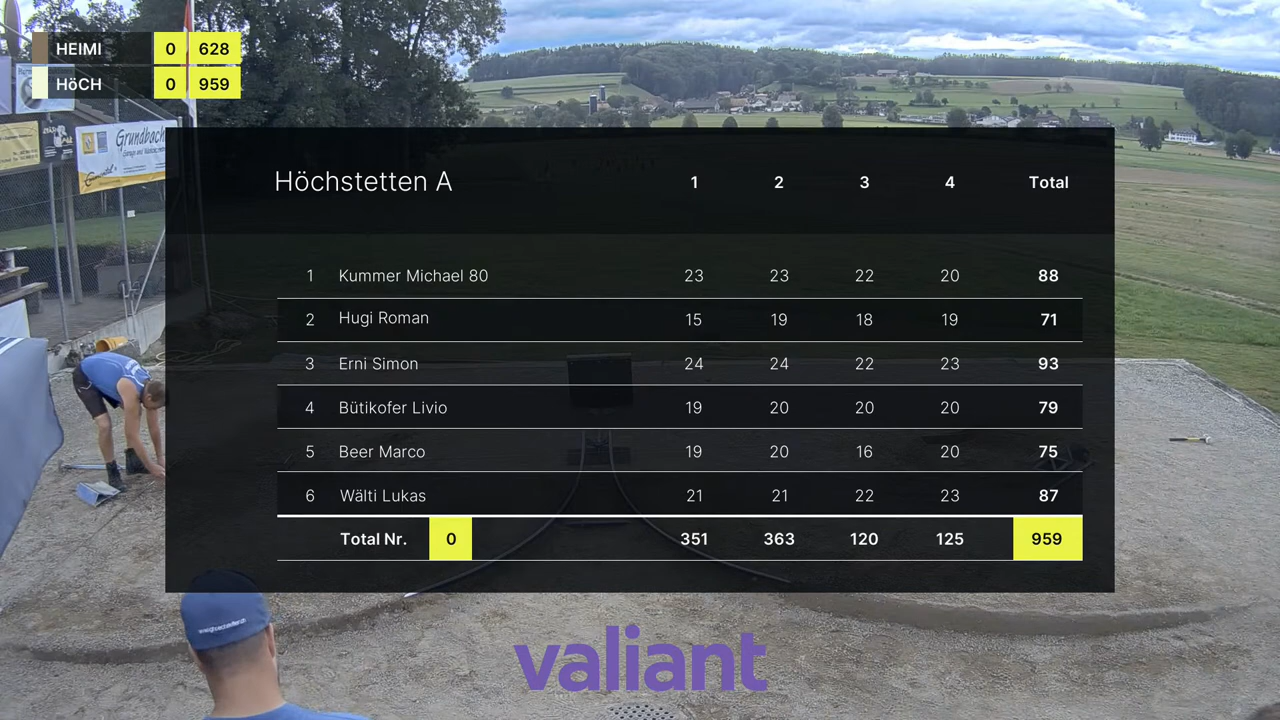 HEIMI 0 628
HöCH 0 959
Grundbach
Höchstetten A 1 2 3 4 Total
1 Kummer Michael 80 23 23 22 20 88
2 Hugi Roman 15 19 18 19 71
3 Erni Simon 24 24 22 23 93
4 Bütikofer Livio 19 20 20 20 79
5 Beer Marco 19 20 16 20 75
6 Wälti Lukas 21 21 22 23 87
Total Nr. 0 351 363 120 125 959
valiant